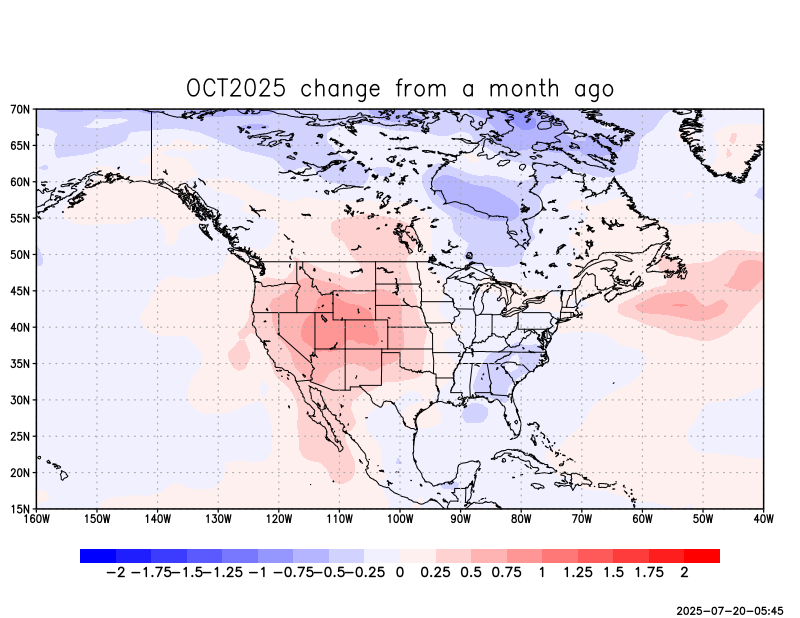 OCT2025 change from a month ago
70N
65N
60N
55N
50N
45N
40N
35N
30N
25N
20N
15N
160W 150W 140W 130W 120W 110W 100W 90W 80W 70W 60W 50W 40W
−2 −1.75 −1.5 −1.25 −1 −0.75 −0.5 −0.25 0 0.25 0.5 0.75 1 1.25 1.5 1.75 2
2025-07-20-05:45